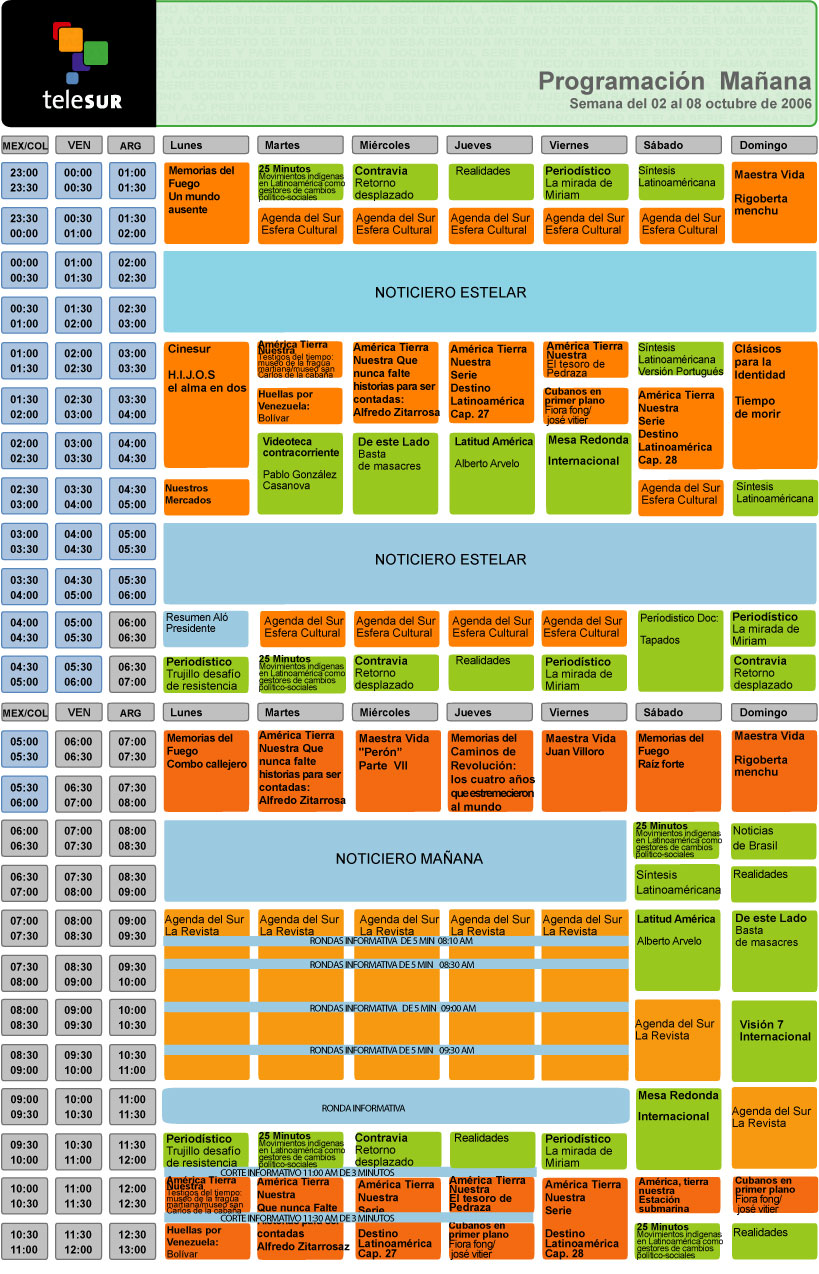 teleSUR
Programación Mañana
Semana del 02 al 08 octubre de 2006
MEX/COL VEN ARG Lunes Martes Miércoles Jueves Viernes Sábado Domingo
23:00 00:00 01:00
23:30 00:30 01:30
Memorias del
Fuego
Un mundo
ausente
25 Minutos
Movimientos indigenas
en Latinoamérica como
gestores de cambios
político-sociales
Contravia
Retorno
desplazado
Realidades
Periodístico
La mirada de
Miriam
Síntesis
Latinoaméricana
Maestra Vida
Rigoberta
menchu
23:30 00:30 01:30
00:00 01:00 02:00
Agenda del Sur
Esfera Cultural
Agenda del Sur
Esfera Cultural
Agenda del Sur
Esfera Cultural
Agenda del Sur
Esfera Cultural
Agenda del Sur
Esfera Cultural
00:00 01:00 02:00
00:30 01:30 02:30
NOTICIERO ESTELAR
00:30 01:30 02:30
01:00 02:00 03:00
01:00 02:00 03:00
01:30 02:30 03:30
Cinesur
H.I.J.O.S
el alma en dos
América Tierra
Nuestra
Testigos del tiempo:
museo de la fragua
martiana/museo san
Carlos de la cabaña
América Tierra
Nuestra Que
nunca falte
historias para ser
contadas:
Alfredo Zitarrosa
América Tierra
Nuestra
Serie
Destino
Latinoamérica
Cap. 27
América Tierra
Nuestra
El tesoro de
Pedraza
Síntesis
Latinoaméricana
Versión Portugués
Clásicos
para la
Identidad
Tiempo
de morir
01:30 02:30 03:30
02:00 03:00 04:00
Huellas por
Venezuela:
Bolívar
Cubanos en
primer plano
Fiora fong/
josé vitier
América Tierra
Nuestra
Serie
Destino
Latinoamérica
Cap. 28
02:00 03:00 04:00
02:30 03:30 04:30
Videoteca
contracorriente
Pablo González
Casanova
De este Lado
Basta
de masacres
Latitud América
Alberto Arvelo
Mesa Redonda
Internacional
02:30 03:30 04:30
03:00 04:00 05:00
Nuestros
Mercados
Agenda del Sur
Esfera Cultural
Síntesis
Latinoaméricana
03:00 04:00 05:00
03:30 04:30 05:30
NOTICIERO ESTELAR
03:30 04:30 05:30
04:00 05:00 06:00
04:00 05:00 06:00
04:30 05:30 06:30
Resumen Aló
Presidente
Agenda del Sur
Esfera Cultural
Agenda del Sur
Esfera Cultural
Agenda del Sur
Esfera Cultural
Agenda del Sur
Esfera Cultural
Períodistico Doc:
Tapados
Periodístico
La mirada de
Miriam
04:30 05:30 06:30
05:00 06:00 07:00
Periodístico
Trujillo desafío
de resistencia
25 Minutos
Movimientos indigenas
en Latinoamérica como
gestores de cambios
político-sociales
Contravia
Retorno
desplazado
Realidades
Periodístico
La mirada de
Miriam
Contravia
Retorno
desplazado
MEX/COL VEN ARG Lunes Martes Miércoles Jueves Viernes Sábado Domingo
05:00 06:00 07:00
05:30 06:30 07:30
Memorias del
Fuego
Combo callejero
América Tierra
Nuestra Que
nunca falte
historias para ser
contadas:
Alfredo Zitarrosa
Maestra Vida
"Perón"
Parte VII
Memorias del
Caminos de
Revolución:
los cuatro años
que estremecieron
al mundo
Maestra Vida
Juan Villoro
Memorias del
Fuego
Raíz forte
Maestra Vida
Rigoberta
menchu
05:30 06:30 07:30
06:00 07:00 08:00
06:00 07:00 08:00
06:30 07:30 08:30
NOTICIERO MAÑANA
25 Minutos
Movimientos indigenas
en Latinoamérica como
gestores de cambios
político-sociales
Noticias
de Brasil
06:30 07:30 08:30
07:00 08:00 09:00
Síntesis
Latinoaméricana
Realidades
07:00 08:00 09:00
07:30 08:30 09:30
Agenda del Sur
La Revista
Agenda del Sur
La Revista
Agenda del Sur
La Revista
Agenda del Sur
La Revista
Agenda del Sur
La Revista
RONDAS INFORMATIVA DE 5 MIN 08:10 AM
Latitud América
Alberto Arvelo
De este Lado
Basta
de masacres
07:30 08:30 09:30
08:00 09:00 10:00
RONDAS INFORMATIVA DE 5 MIN 08:30 AM
08:00 09:00 10:00
08:30 09:30 10:30
RONDAS INFORMATIVA DE 5 MIN 09:00 AM
Agenda del Sur
La Revista
Visión 7
Internacional
08:30 09:30 10:30
09:00 10:00 11:00
RONDAS INFORMATIVA DE 5 MIN 09:30 AM
09:00 10:00 11:00
09:30 10:30 11:30
RONDA INFORMATIVA
Mesa Redonda
Internacional
Agenda del Sur
La Revista
09:30 10:30 11:30
10:00 11:00 12:00
Periodístico
Trujillo desafío
de resistencia
25 Minutos
Movimientos indigenas
en Latinoamérica como
gestores de cambios
político-sociales
Contravia
Retorno
desplazado
Realidades
Periodístico
La mirada de
Miriam
CORTE INFORMATIVO 11:00 AM DE 3 MINUTOS
10:00 11:00 12:00
10:30 11:30 12:30
América Tierra
Nuestra
Testigos del tiempo:
museo de la fragua
martiana/museo san
Carlos de la cabaña
América Tierra
Nuestra
Que nunca Falte
contadas
Alfredo Zitarrosaz
América Tierra
Nuestra
Serie
Destino
Latinoamérica
Cap. 27
América Tierra
Nuestra
El tesoro de
Pedraza
América Tierra
Nuestra
Serie
Destino
Latinoamérica
Cap. 28
América, tierra
nuestra
Estación
submarina
Cubanos en
primer plano
Fiora fong/
josé vitier
CORTE INFORMATIVO 11:30 AM DE 3 MINUTOS
10:30 11:30 12:30
11:00 12:00 13:00
Huellas por
Venezuela:
Bolívar
Cubanos en
primer plano
Fiora fong/
josé vitier
25 Minutos
Movimientos indigenas
en Latinoamérica como
gestores de cambios
político-sociales
Realidades